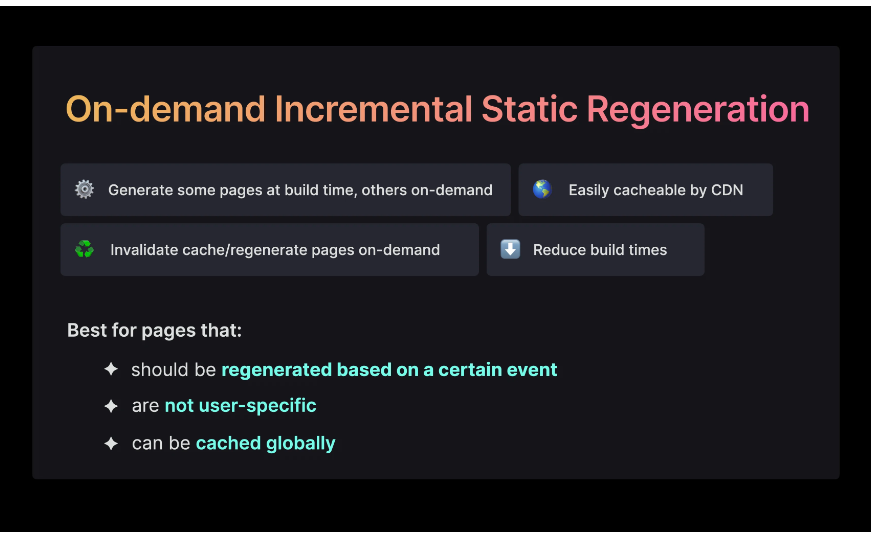 On-demand Incremental Static Regeneration
Generate some pages at build time, others on-demand
Easily cacheable by CDN
Invalidate cache/regenerate pages on-demand
Reduce build times
Best for pages that:
should be regenerated based on a certain event
are not user-specific
can be cached globally